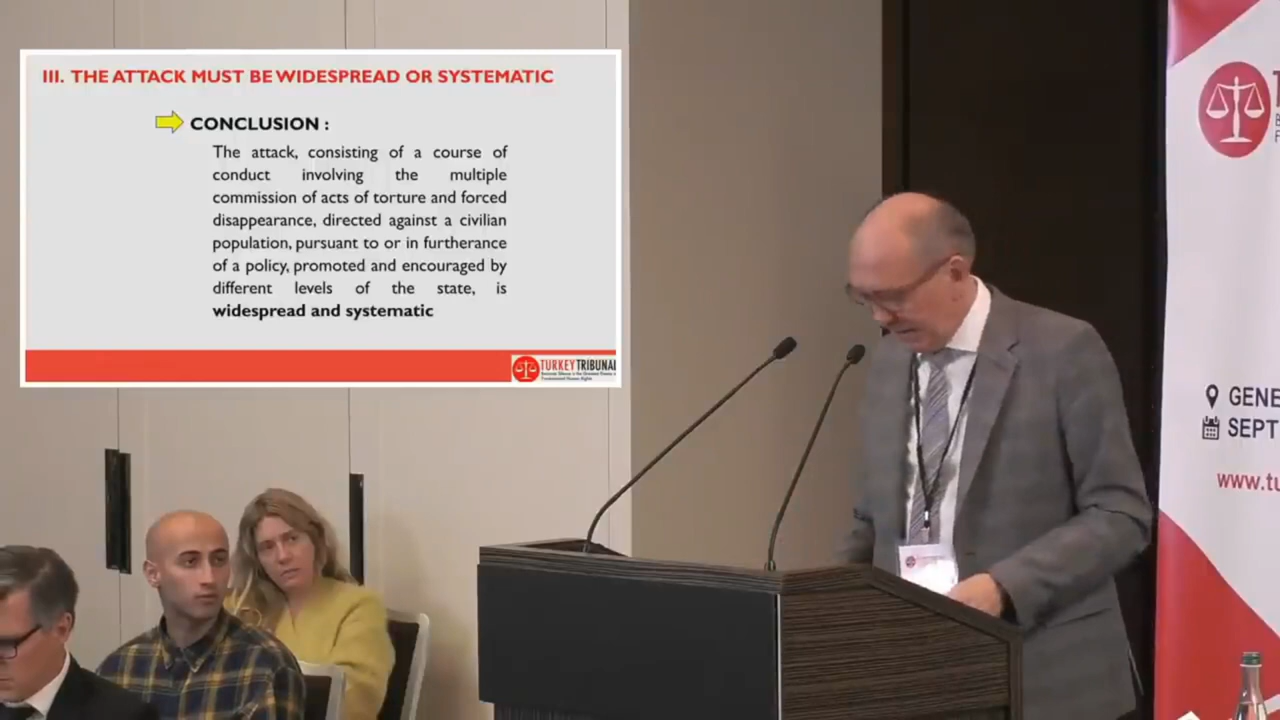 III. THE ATTACK MUST BE WIDESPREAD OR SYSTEMATIC
CONCLUSION :
The attack, consisting of a course of
conduct involving the multiple
commission of acts of torture and forced
disappearance, directed against a civilian
population, pursuant to or in furtherance
of a policy, promoted and encouraged by
different levels of the state, is
widespread and systematic
TURKEY TRIBUNAL
GENE
SEPT
www.tu